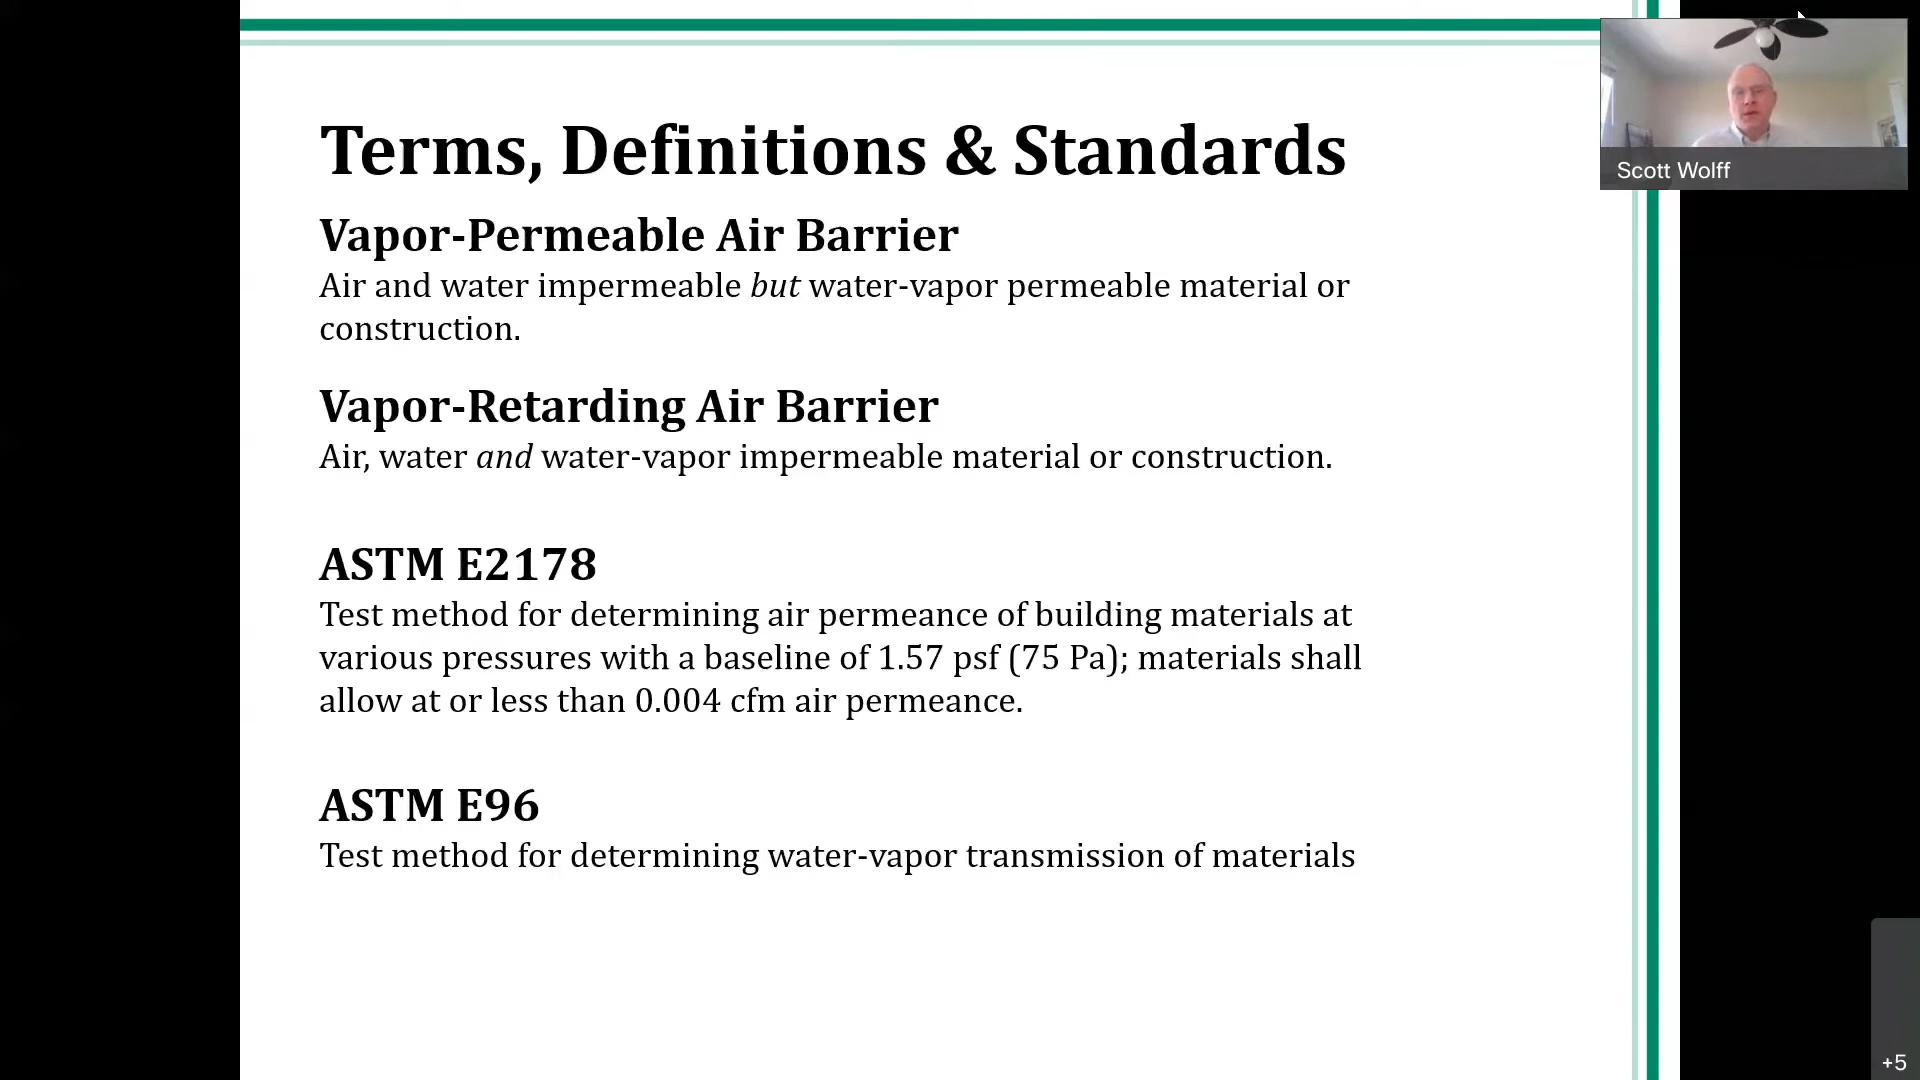 Terms, Definitions & Standards
Vapor-Permeable Air Barrier
Air and water impermeable but water-vapor permeable material or
construction.
Vapor-Retarding Air Barrier
Air, water and water-vapor impermeable material or construction.
ASTM E2178
Test method for determining air permeance of building materials at
various pressures with a baseline of 1.57 psf (75 Pa); materials shall
allow at or less than 0.004 cfm air permeance.
ASTM E96
Test method for determining water-vapor transmission of materials
Scott Wolff
+5